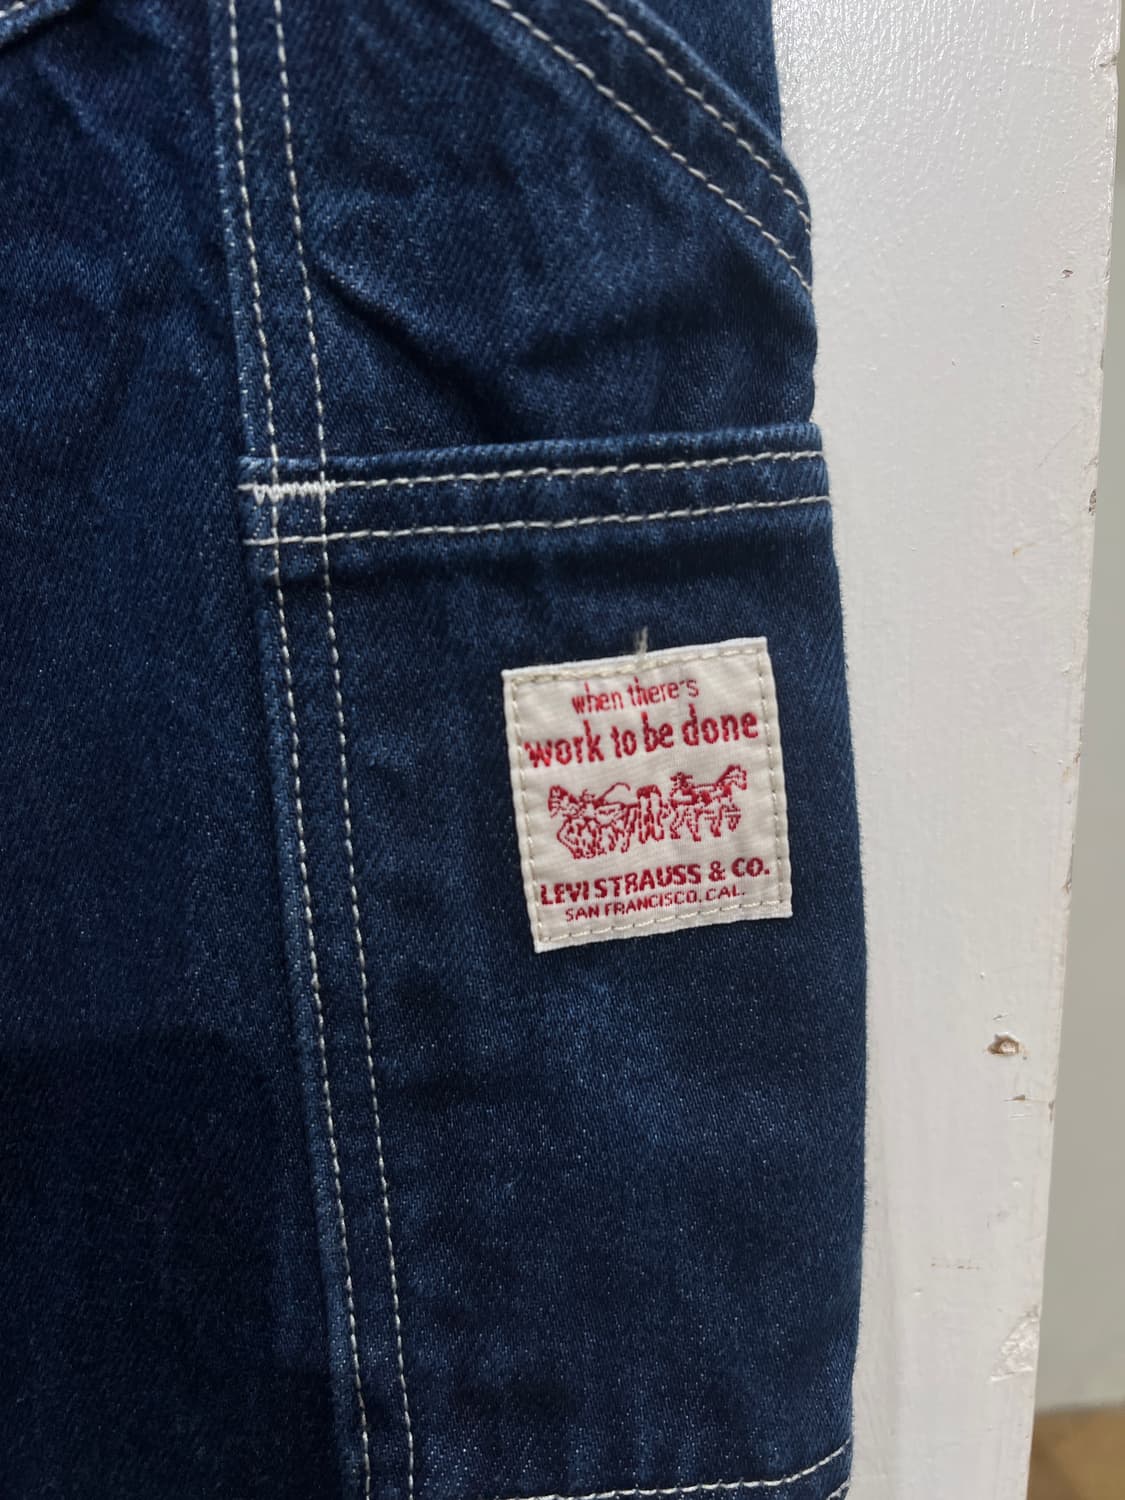 when there's
work to be done
LEVI STRAUSS & CO.
SAN FRANCISCO, CAL.